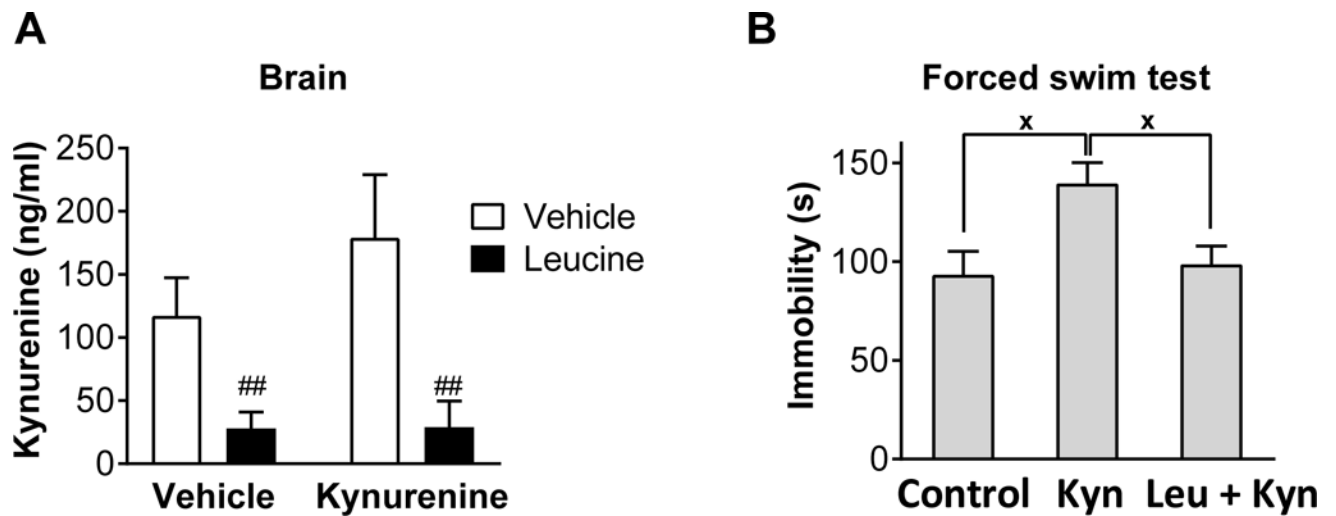 A
Brain
Kynurenine (ng/ml)
250
200
150
100
50
0
##
##
Vehicle
Kynurenine
Vehicle
Leucine
B
Forced swim test
x
x
Immobility (s)
150
100
50
0
Control
Kyn
Leu + Kyn